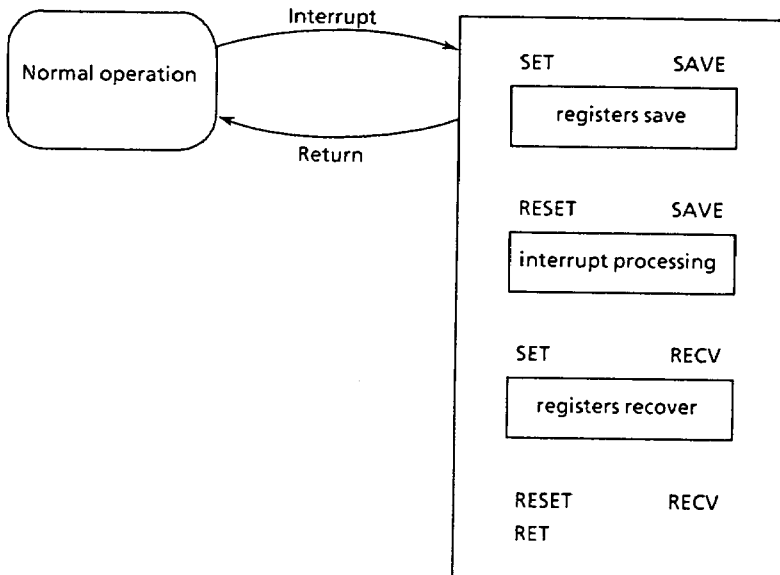 Interrupt
Normal operation
Return
SET SAVE
registers save
RESET SAVE
interrupt processing
SET RECV
registers recover
RESET RECV
RET